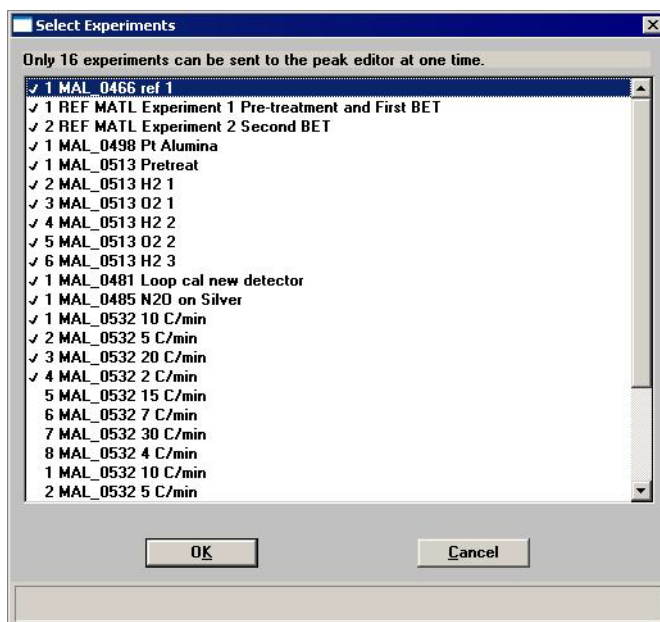 Select Experiments
Only 16 experiments can be sent to the peak editor at one time.
✓ 1 MAL_0466 ref 1
✓ 1 REF MATL Experiment 1 Pre-treatment and First BET
✓ 2 REF MATL Experiment 2 Second BET
✓ 1 MAL_0498 Pt Alumina
✓ 1 MAL_0513 Pretreat
✓ 2 MAL_0513 H2 1
✓ 3 MAL_0513 O2 1
✓ 4 MAL_0513 H2 2
✓ 5 MAL_0513 O2 2
✓ 6 MAL_0513 H2 3
✓ 1 MAL_0481 Loop cal new detector
✓ 1 MAL_0485 N2O on Silver
✓ 1 MAL_0532 10 C/min
✓ 2 MAL_0532 5 C/min
✓ 3 MAL_0532 20 C/min
✓ 4 MAL_0532 2 C/min
5 MAL_0532 15 C/min
6 MAL_0532 7 C/min
7 MAL_0532 30 C/min
8 MAL_0532 4 C/min
1 MAL_0532 10 C/min
2 MAL_0532 5 C/min
OK Cancel